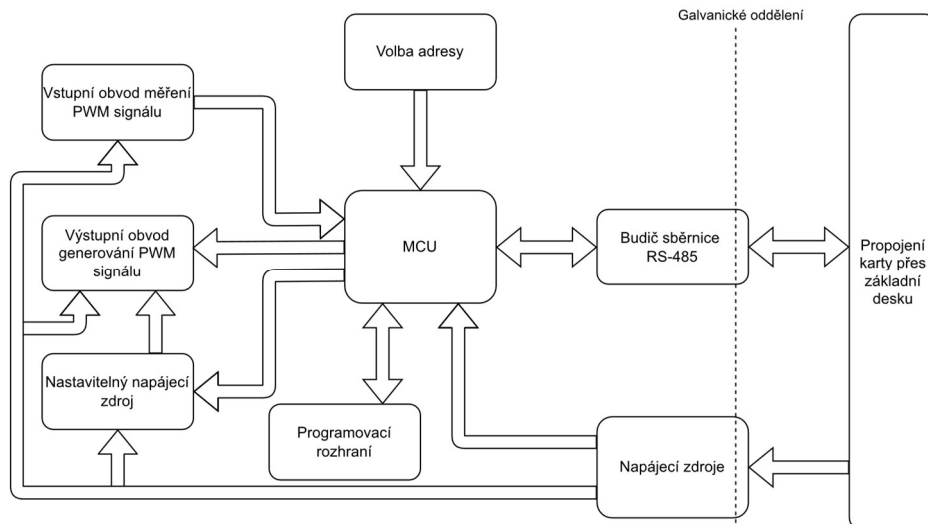 Galvanické oddělení
Volba adresy
Vstupní obvod měření
PWM signálu
Výstupní obvod
generování PWM
signálu
MCU
Budič sběrnice
RS-485
Propojení
karty přes
základní
desku
Nastavitelný napájecí
zdroj
Programovací
rozhraní
Napájecí zdroje